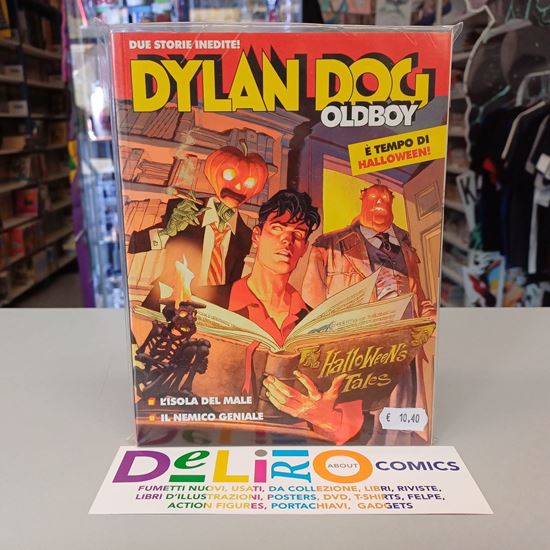 DUE STORIE INEDITE!
DYLAN DOG
OLDBOY
È TEMPO DI
HALLOWEEN!
HALLOWEEN'S
TALES
L'ISOLA DEL MALE
IL NEMICO GENIALE
€ 10,40
DeLiRiO ABOUT COMICS
FUMETTI NUOVI, USATI, DA COLLEZIONE, LIBRI, RIVISTE,
LIBRI D'ILLUSTRAZIONI, POSTERS, DVD, T-SHIRTS, FELPE,
ACTION FIGURES, PORTACHIAVI, GADGETS